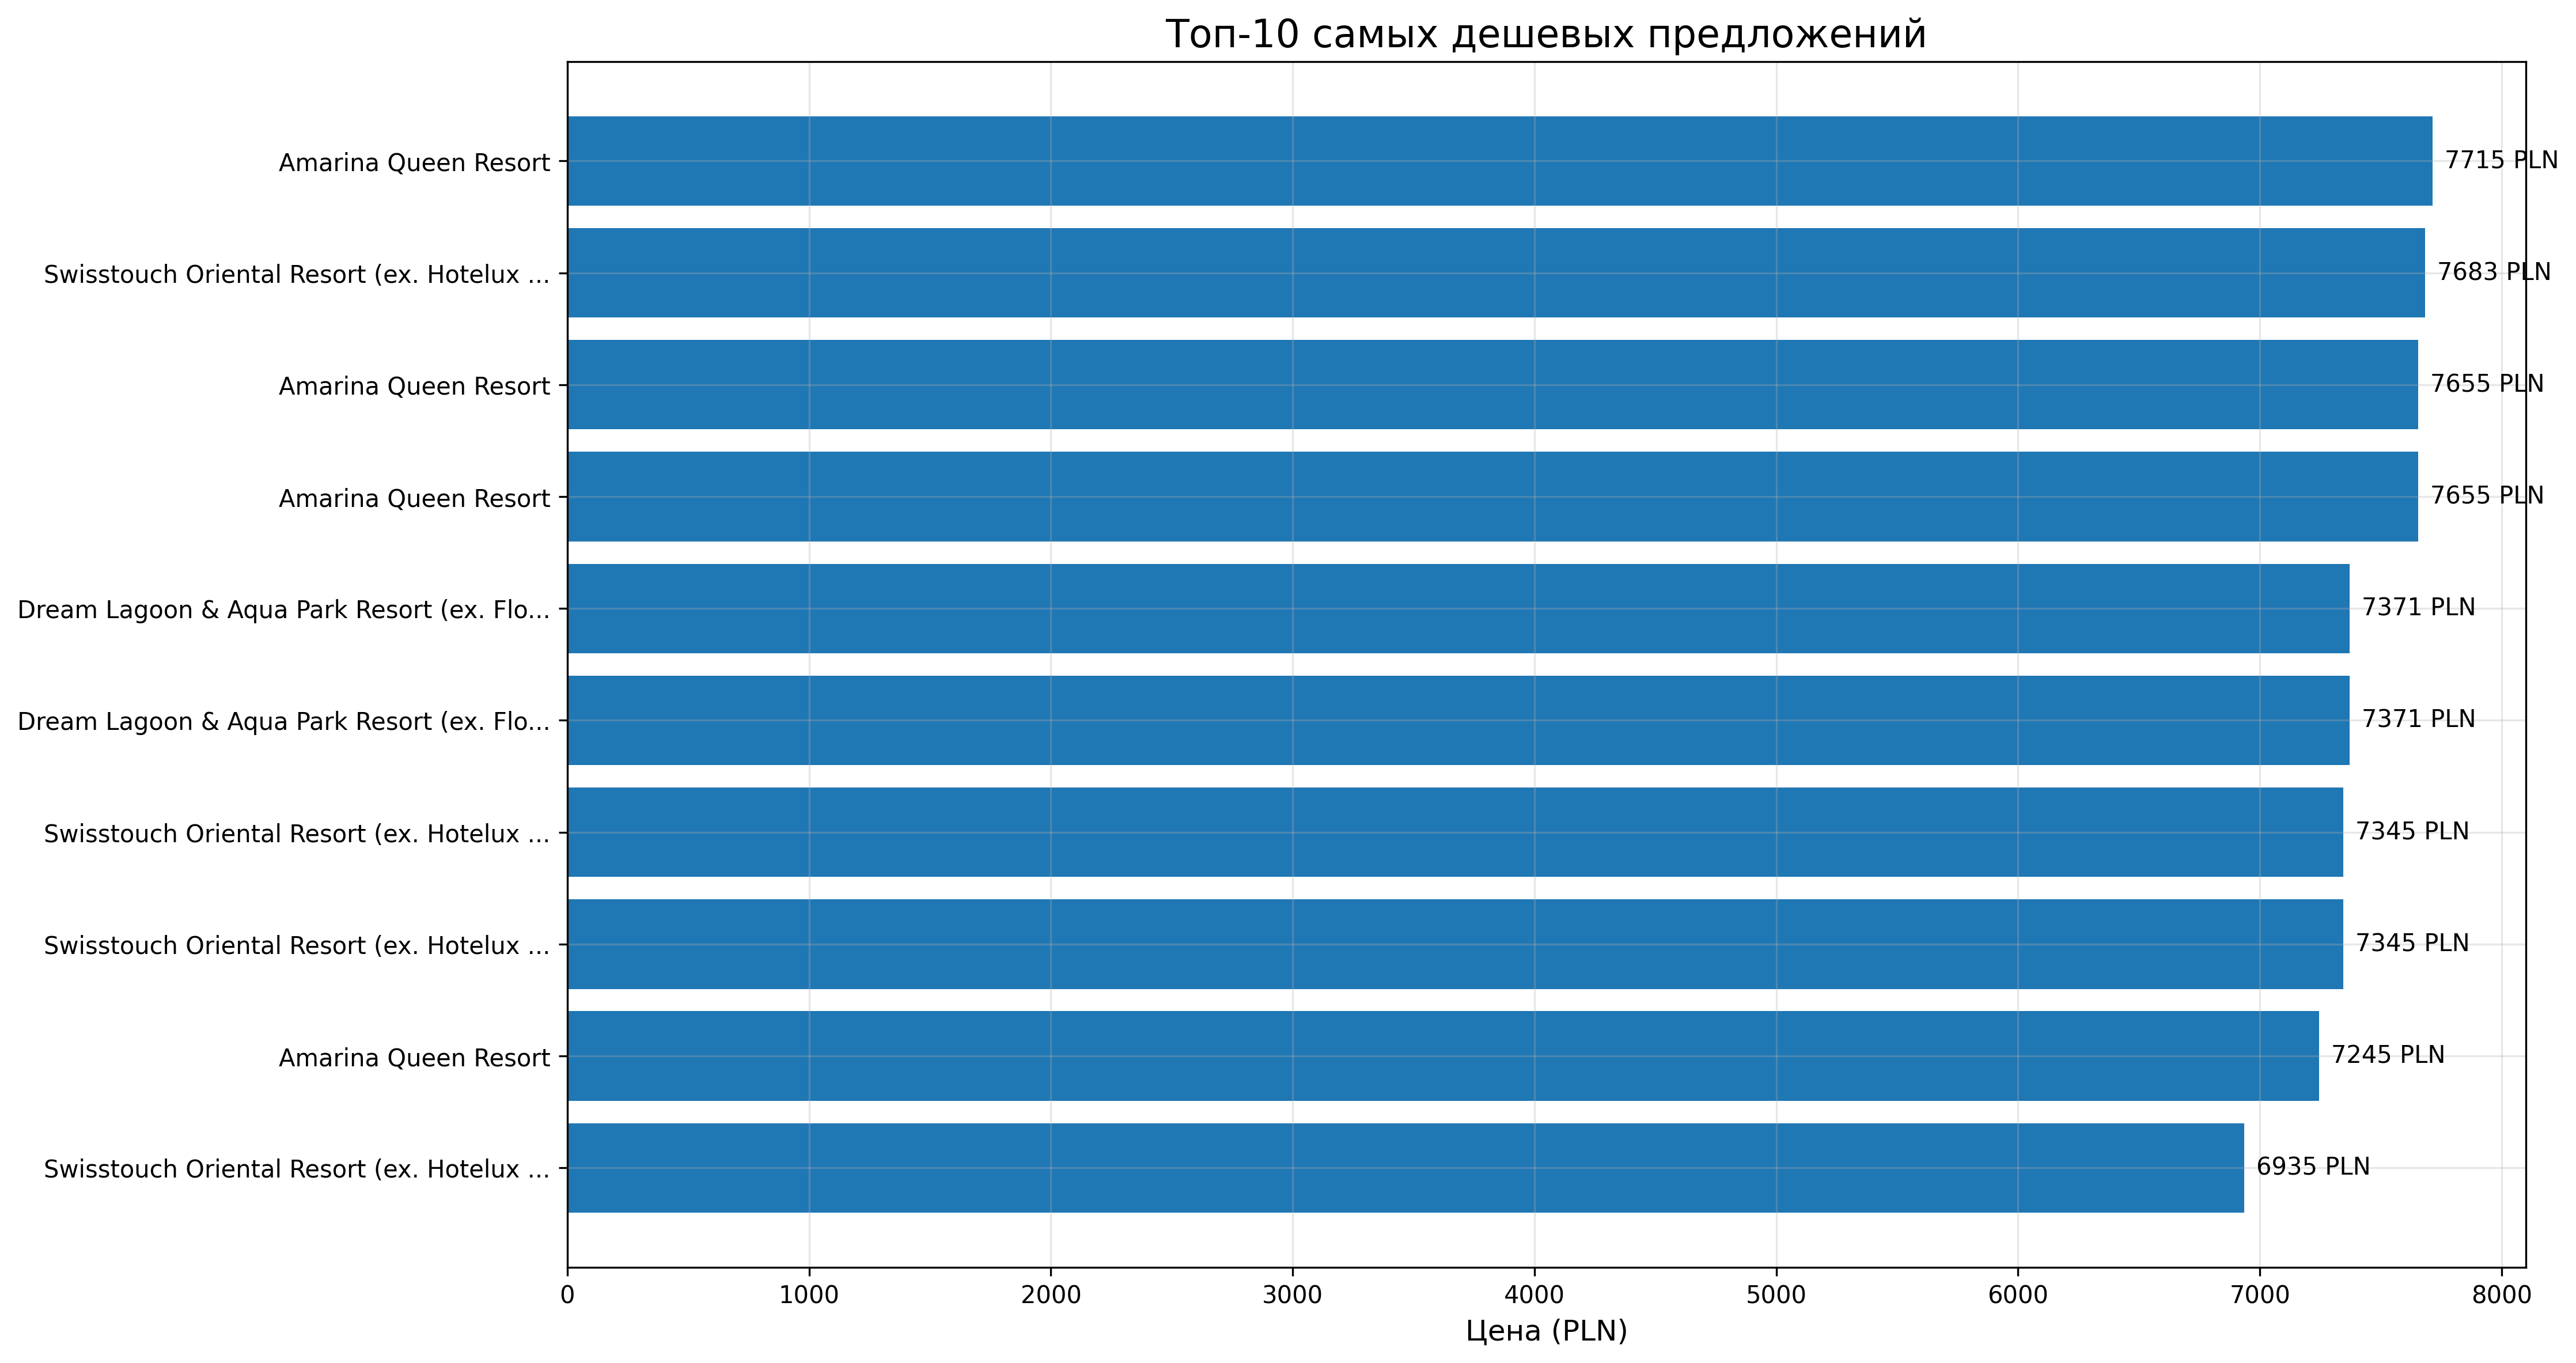 Топ-10 самых дешевых предложений
Amarina Queen Resort
7715 PLN
Swisstouch Oriental Resort (ex. Hotelux ...
7683 PLN
Amarina Queen Resort
7655 PLN
Amarina Queen Resort
7655 PLN
Dream Lagoon & Aqua Park Resort (ex. Flo...
7371 PLN
Dream Lagoon & Aqua Park Resort (ex. Flo...
7371 PLN
Swisstouch Oriental Resort (ex. Hotelux ...
7345 PLN
Swisstouch Oriental Resort (ex. Hotelux ...
7345 PLN
Amarina Queen Resort
7245 PLN
Swisstouch Oriental Resort (ex. Hotelux ...
6935 PLN
0 1000 2000 3000 4000 5000 6000 7000 8000
Цена (PLN)